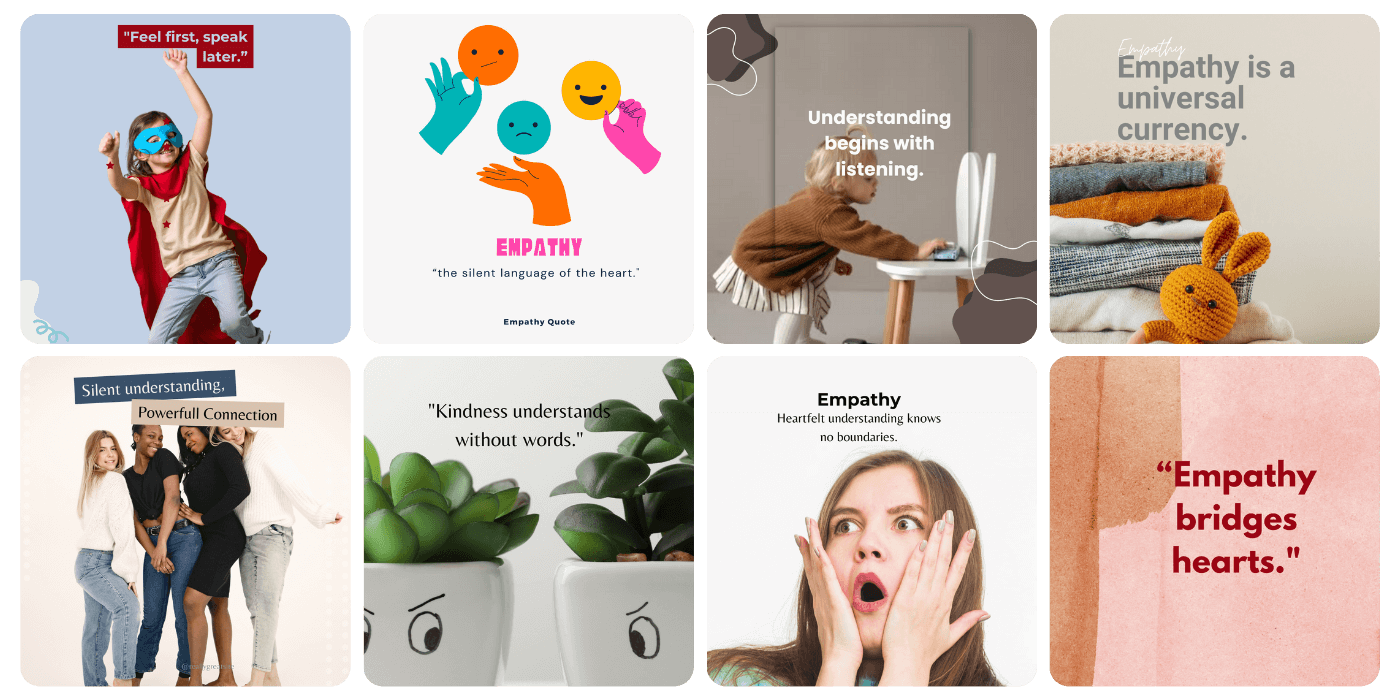 "Feel first, speak
later.”
EMPATHY
“the silent language of the heart."
Empathy Quote
Understanding
begins with
listening.
Empathy
Empathy is a
universal
currency.
Silent understanding,
Powerfull Connection
"Kindness understands
without words."
Empathy
Heartfelt understanding knows
no boundaries.
“Empathy
bridges
hearts."